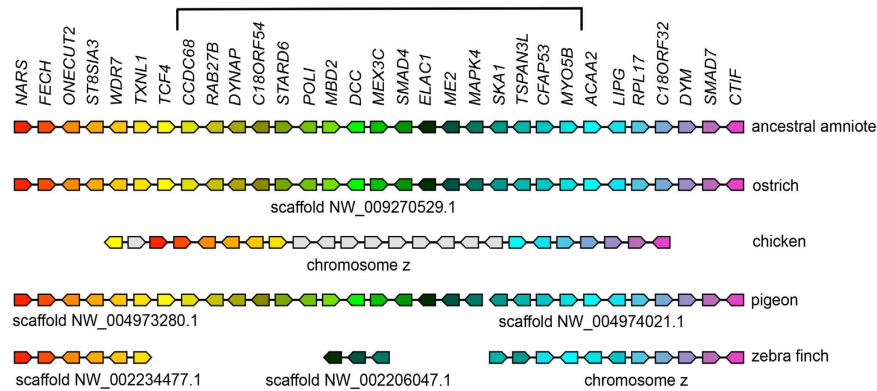 NARS FECH ONECUT2 ST8SIA3 WDR7 TXNL1 TCF4 CCDC68 RAB27B DYNAP C18ORF54 STARD6 POLI MBD2 DCC MEX3C SMAD4 ELAC1 ME2 MAPK4 SKA1 TSPAN3L CFAP53 MYO5B ACAA2 LIPG RPL17 C18ORF32 DYM SMAD7 CTIF
ancestral amniote
ostrich
scaffold NW_009270529.1
chicken
chromosome z
pigeon
scaffold NW_004973280.1 scaffold NW_004974021.1
zebra finch
scaffold NW_002234477.1 scaffold NW_002206047.1 chromosome z